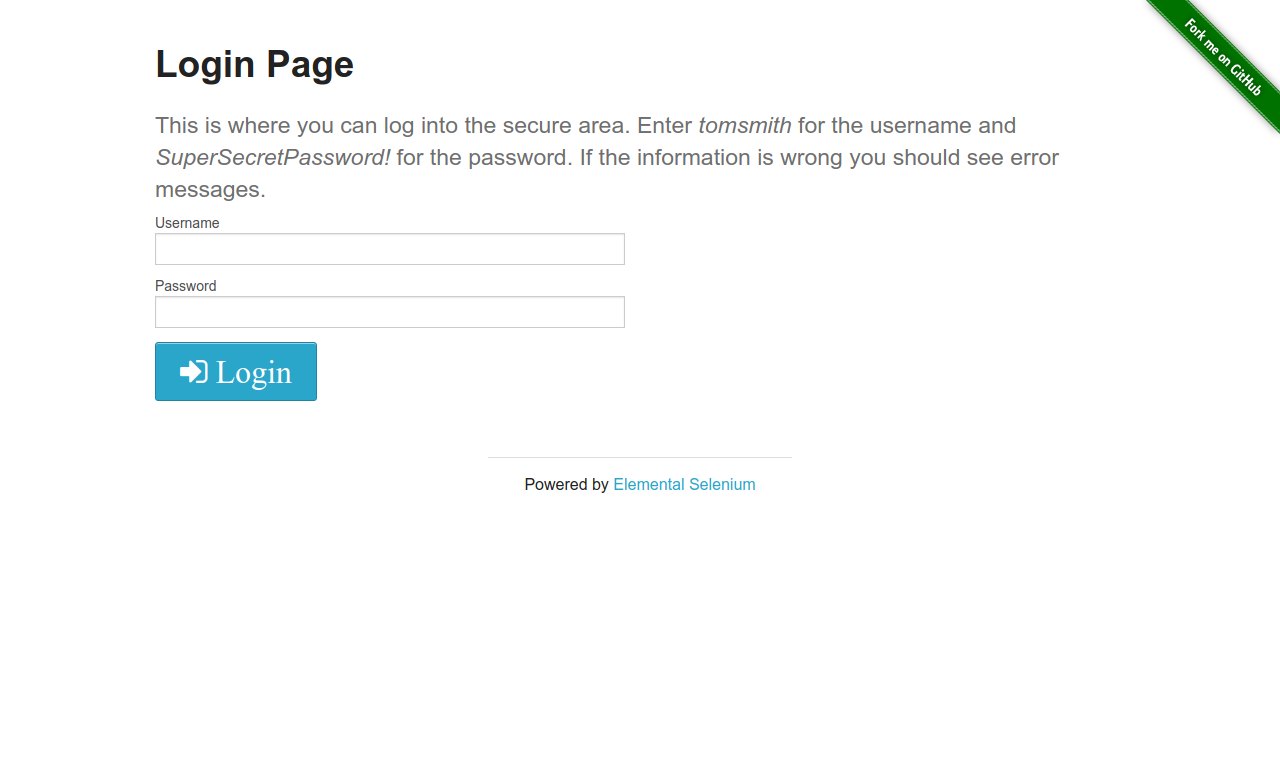 Fork me on GitHub
Login Page
This is where you can log into the secure area. Enter tomsmith for the username and
SuperSecretPassword! for the password. If the information is wrong you should see error
messages.
Username
Password
Login
Powered by Elemental Selenium